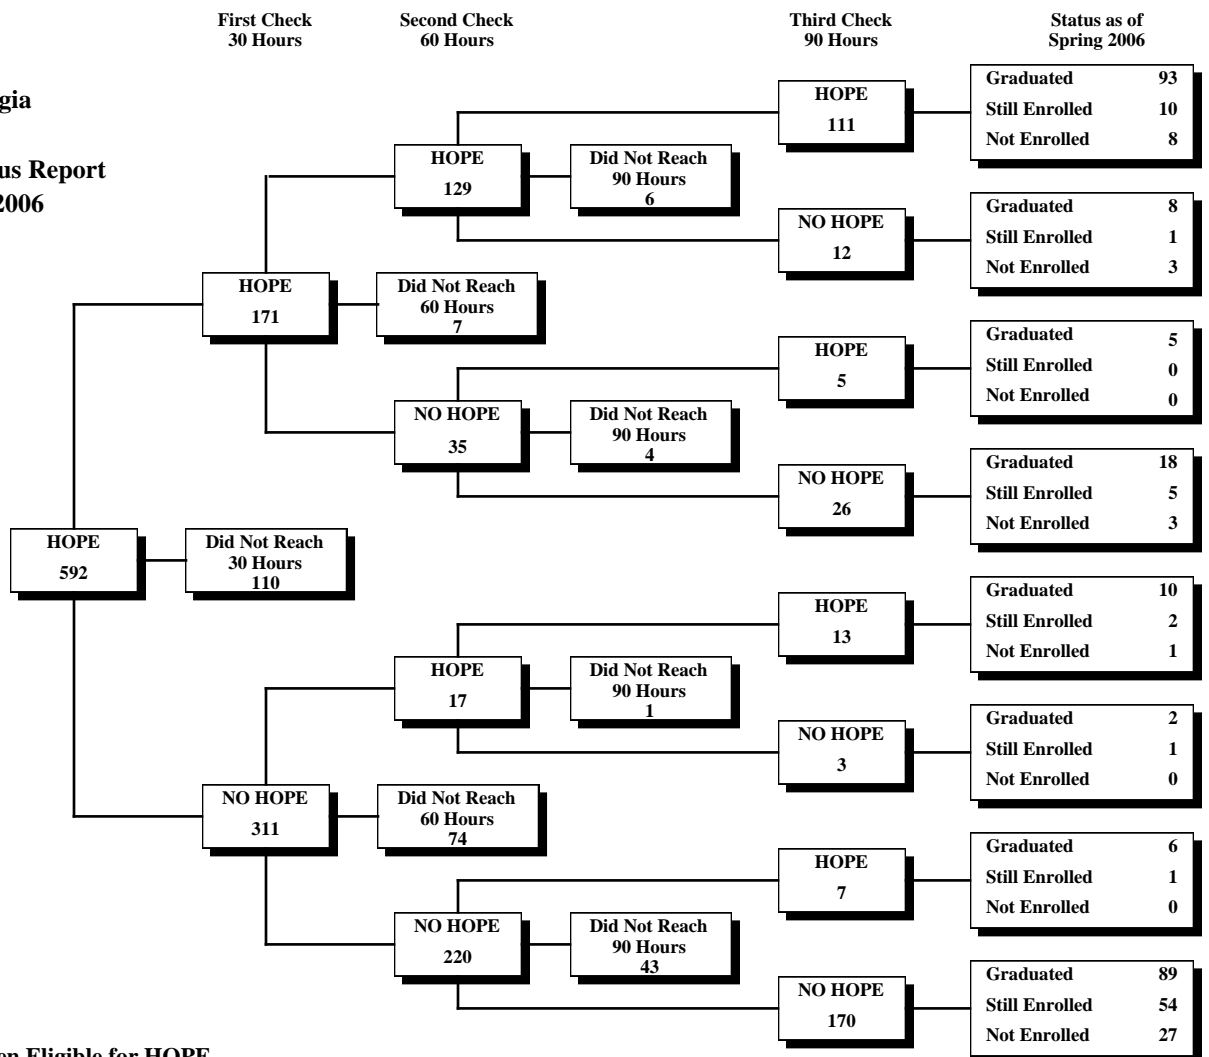 First Check
30 Hours
Second Check
60 Hours
Third Check
90 Hours
Status as of
Spring 2006
gia
us Report
2006
HOPE
592
Did Not Reach
30 Hours
110
HOPE
171
Did Not Reach
60 Hours
7
HOPE
129
Did Not Reach
90 Hours
6
HOPE
111
Graduated 93
Still Enrolled 10
Not Enrolled 8
NO HOPE
12
Graduated 8
Still Enrolled 1
Not Enrolled 3
NO HOPE
35
Did Not Reach
90 Hours
4
HOPE
5
Graduated 5
Still Enrolled 0
Not Enrolled 0
NO HOPE
26
Graduated 18
Still Enrolled 5
Not Enrolled 3
NO HOPE
311
Did Not Reach
60 Hours
74
HOPE
17
Did Not Reach
90 Hours
1
HOPE
13
Graduated 10
Still Enrolled 2
Not Enrolled 1
NO HOPE
3
Graduated 2
Still Enrolled 1
Not Enrolled 0
NO HOPE
220
Did Not Reach
90 Hours
43
HOPE
7
Graduated 6
Still Enrolled 1
Not Enrolled 0
NO HOPE
170
Graduated 89
Still Enrolled 54
Not Enrolled 27
en Eligible for HOPE